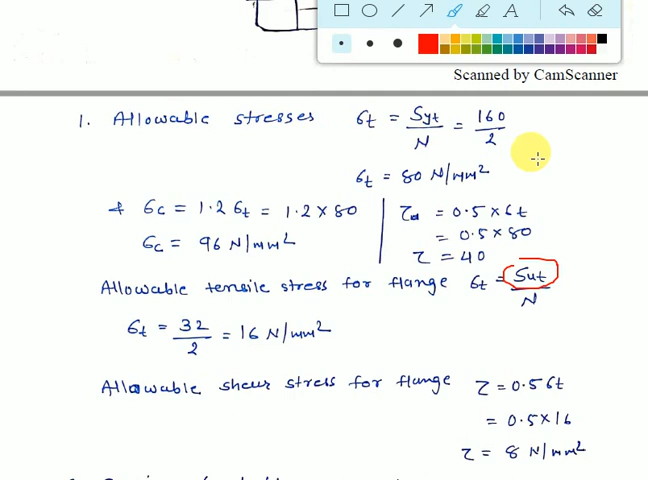 A
Scanned by CamScanner
1. Allowable stresses σt = Syt/N = 160/2
σt = 80 N/mm²
+ σc = 1.2 σt = 1.2 × 80
σc = 96 N/mm²
τd = 0.5 × σt
= 0.5 × 80
τ = 40
Allowable tensile stress for flange σt = Sut/N
σt = 32/2 = 16 N/mm²
Allowable shear stress for flange τ = 0.5 σt
= 0.5 × 16
τ = 8 N/mm²